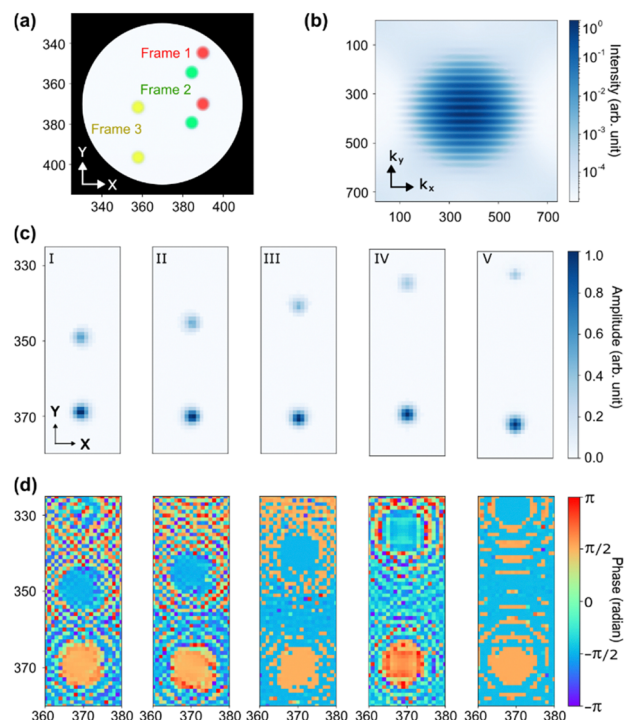 (a)
340
360
380
400
340
360
380
400
Frame 1
Frame 2
Frame 3
Y
X
(b)
100
300
500
700
100
300
500
700
k_y
k_x
10^0
10^-1
10^-2
10^-3
10^-4
Intensity (arb. unit)
(c)
I
II
III
IV
V
330
350
370
Y
X
1.0
0.8
0.6
0.4
0.2
0.0
Amplitude (arb. unit)
(d)
330
350
370
360 370 380
360 370 380
360 370 380
360 370 380
360 370 380
π
π/2
0
−π/2
−π
Phase (radian)